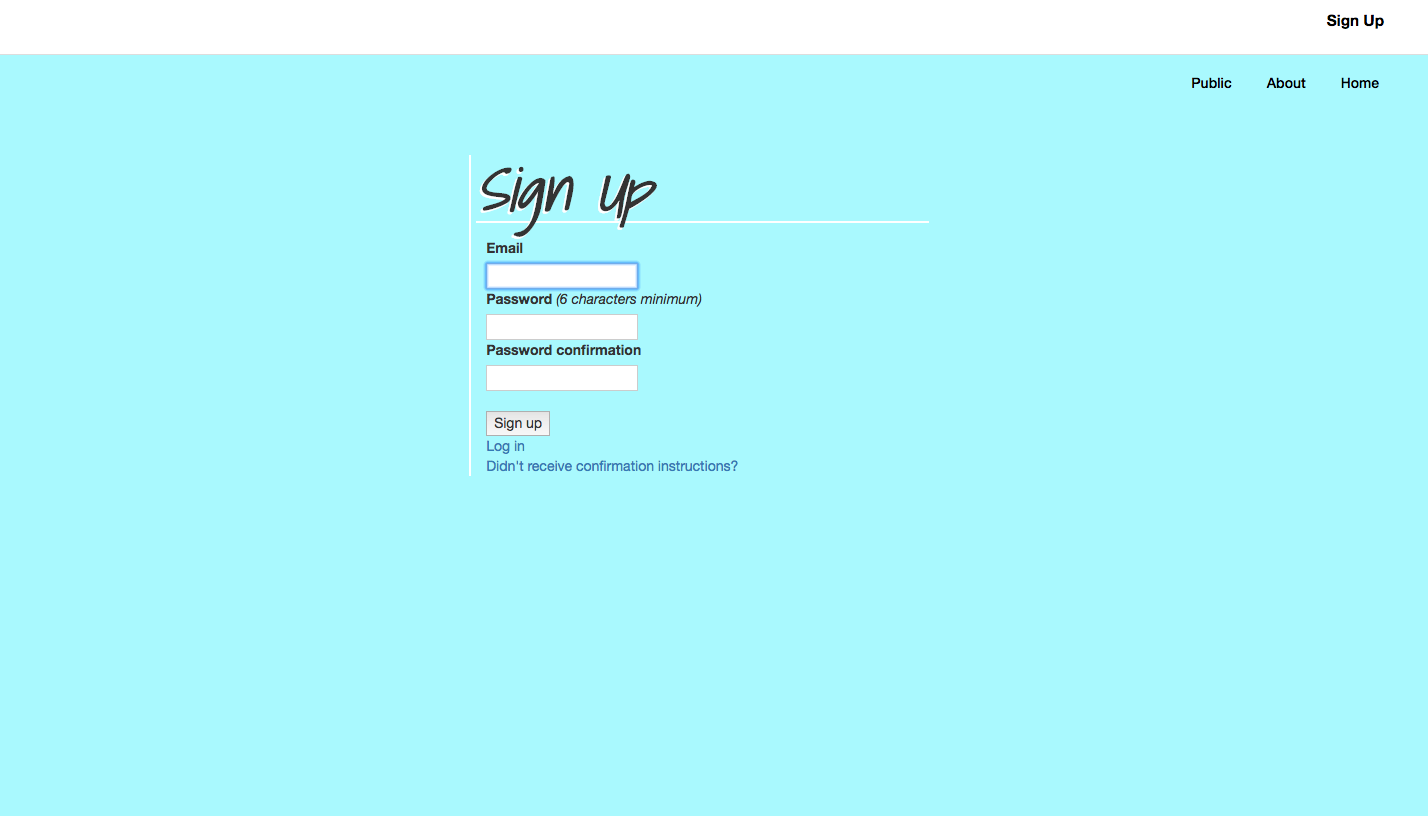 Sign Up
Public About Home
Sign up
Email
Password (6 characters minimum)
Password confirmation
Sign up
Log in
Didn't receive confirmation instructions?